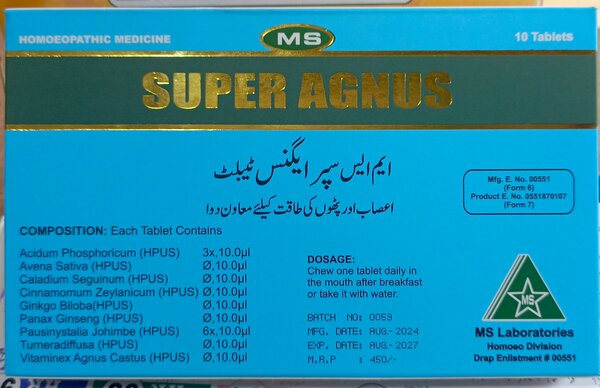 HOMOEOPATHIC MEDICINE
MS
10 Tablets
SUPER AGNUS
ایم ایس سپر ایگنس ٹیبلٹ
اعصاب اور پٹھوں کی طاقت کیلئے معاون دوا
Mfg. E. No. 00551
(Form 6)
Product E. No. 0551870107
(Form 7)
COMPOSITION: Each Tablet Contains
Acidum Phosphoricum (HPUS) 3x,10.0µl
Avena Sativa (HPUS) Ø,10.0µl
Caladium Seguinum (HPUS) Ø,10.0µl
Cinnamomum Zeylanicum (HPUS) Ø,10.0µl
Ginkgo Biloba(HPUS) Ø,10.0µl
Panax Ginseng (HPUS) Ø,10.0µl
Pausinystalia Johimbe (HPUS) 6x,10.0µl
Turneradiffusa (HPUS) Ø,10.0µl
Vitaminex Agnus Castus (HPUS) Ø,10.0µl
DOSAGE:
Chew one tablet daily in
the mouth after breakfast
or take it with water.
BATCH NO: 0059
MFG. DATE: AUG.-2024
EXP. DATE: AUG.-2027
M.R.P : 450/-
MS
MS Laboratories
Homoeo Division
Drap Enlistment # 00551